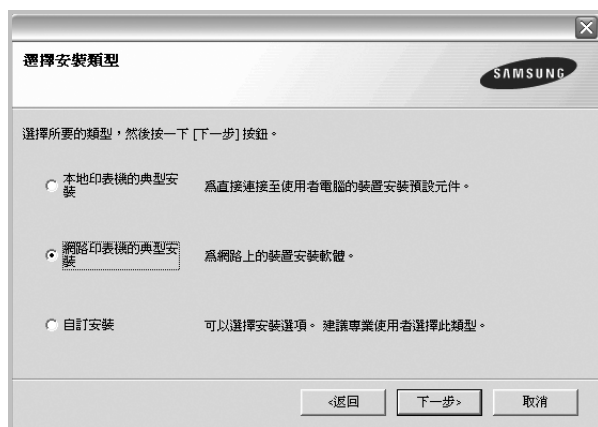 選擇安裝類型
SAMSUNG
選擇所要的類型，然後按一下 [下一步] 按鈕。
本地印表機的典型安
裝
為直接連接至使用者電腦的裝置安裝預設元件。
網路印表機的典型安
裝
為網路上的裝置安裝軟體。
自訂安裝
可以選擇安裝選項。 建議專業使用者選擇此類型。
<返回
下一步>
取消